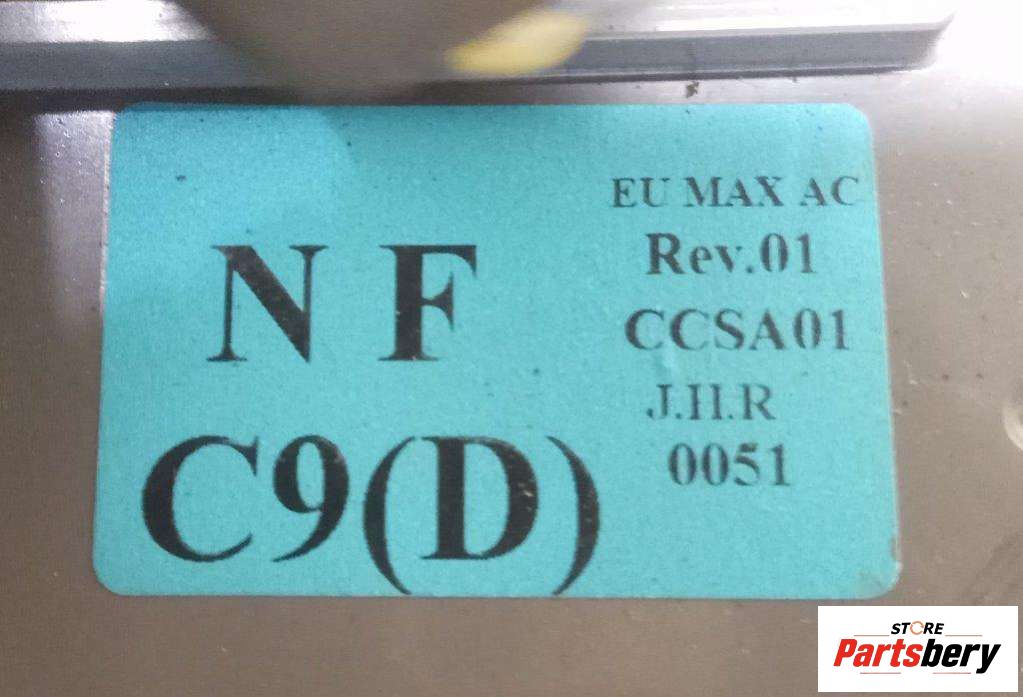 N F
C9(D)
EU MAX AC
Rev.01
CCSA01
J.H.R
0051
STORE
Partsbery